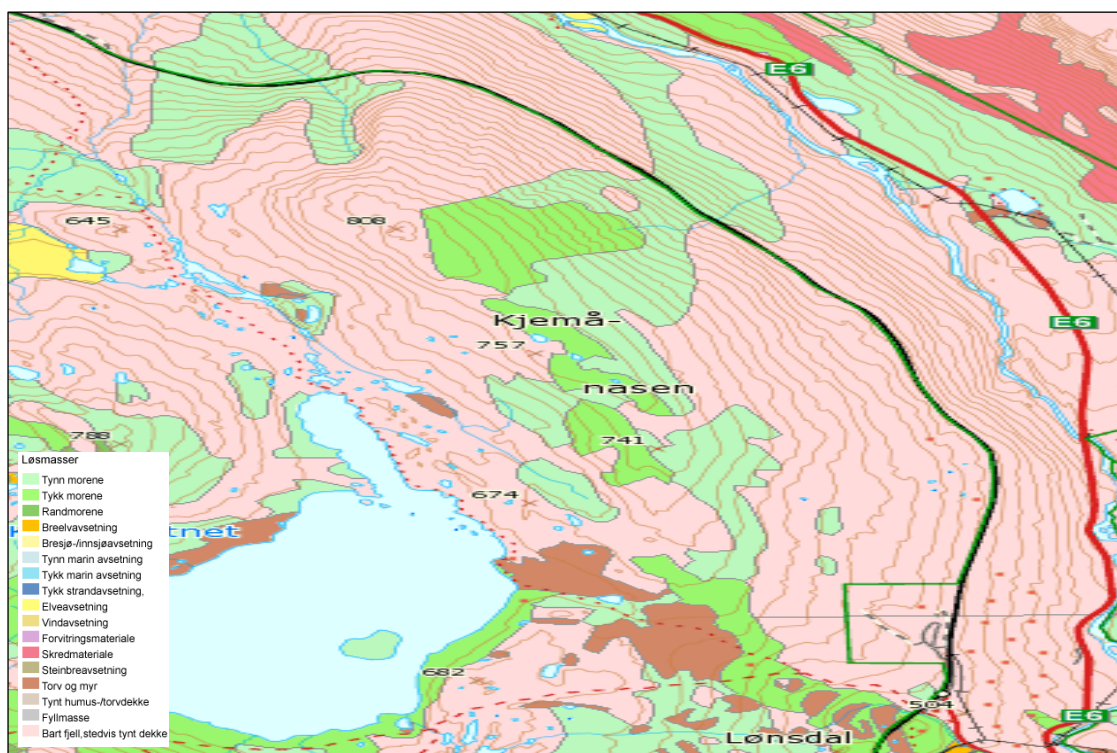 E6
645
808
Kjemå-
E6
757
nasen
788
741
Løsmasser
Tynn morene
Tykk morene
Randmorene
Breelvavsetning
Bresjø-/innsjøavsetning
Tynn marin avsetning
Tykk marin avsetning
Tykk strandavsetning,
Elveavsetning
Vindavsetning
Forvitringsmateriale
Skredmateriale
Steinbreavsetning
Torv og myr
Tynt humus-/torvdekke
Fyllmasse
Bart fjell,stedvis tynt dekke
674
682
504
Lønsdal